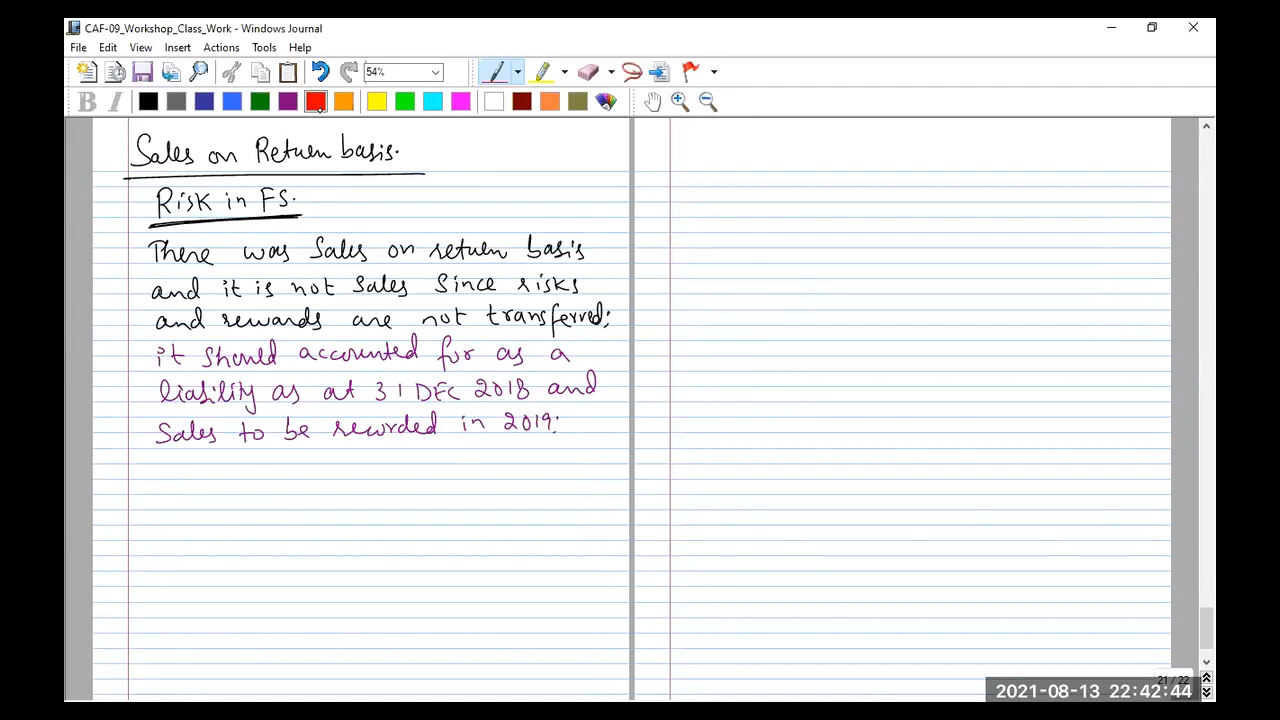 CAF-09_Workshop_Class_Work - Windows Journal
File Edit View Insert Actions Tools Help
54%
B I
Sales on Return basis.
Risk in FS.
There was Sales on return basis
and it is not Sales Since risks
and rewards are not transferred;
it should accounted for as a
liability as at 31 DEC 2018 and
Sales to be recorded in 2019.
21 / 22
2021-08-13 22:42:44